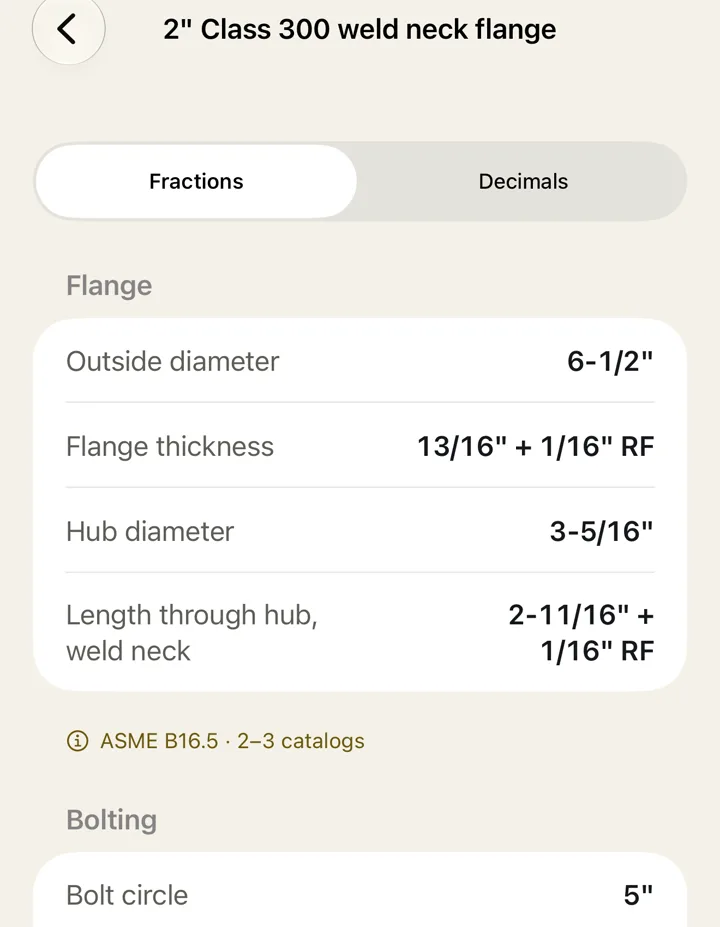 2" Class 300 weld neck flange
Fractions
Decimals
Flange
Outside diameter
6-1/2"
Flange thickness
13/16" + 1/16" RF
Hub diameter
3-5/16"
Length through hub,
weld neck
2-11/16" +
1/16" RF
ASME B16.5 · 2–3 catalogs
Bolting
Bolt circle
5"